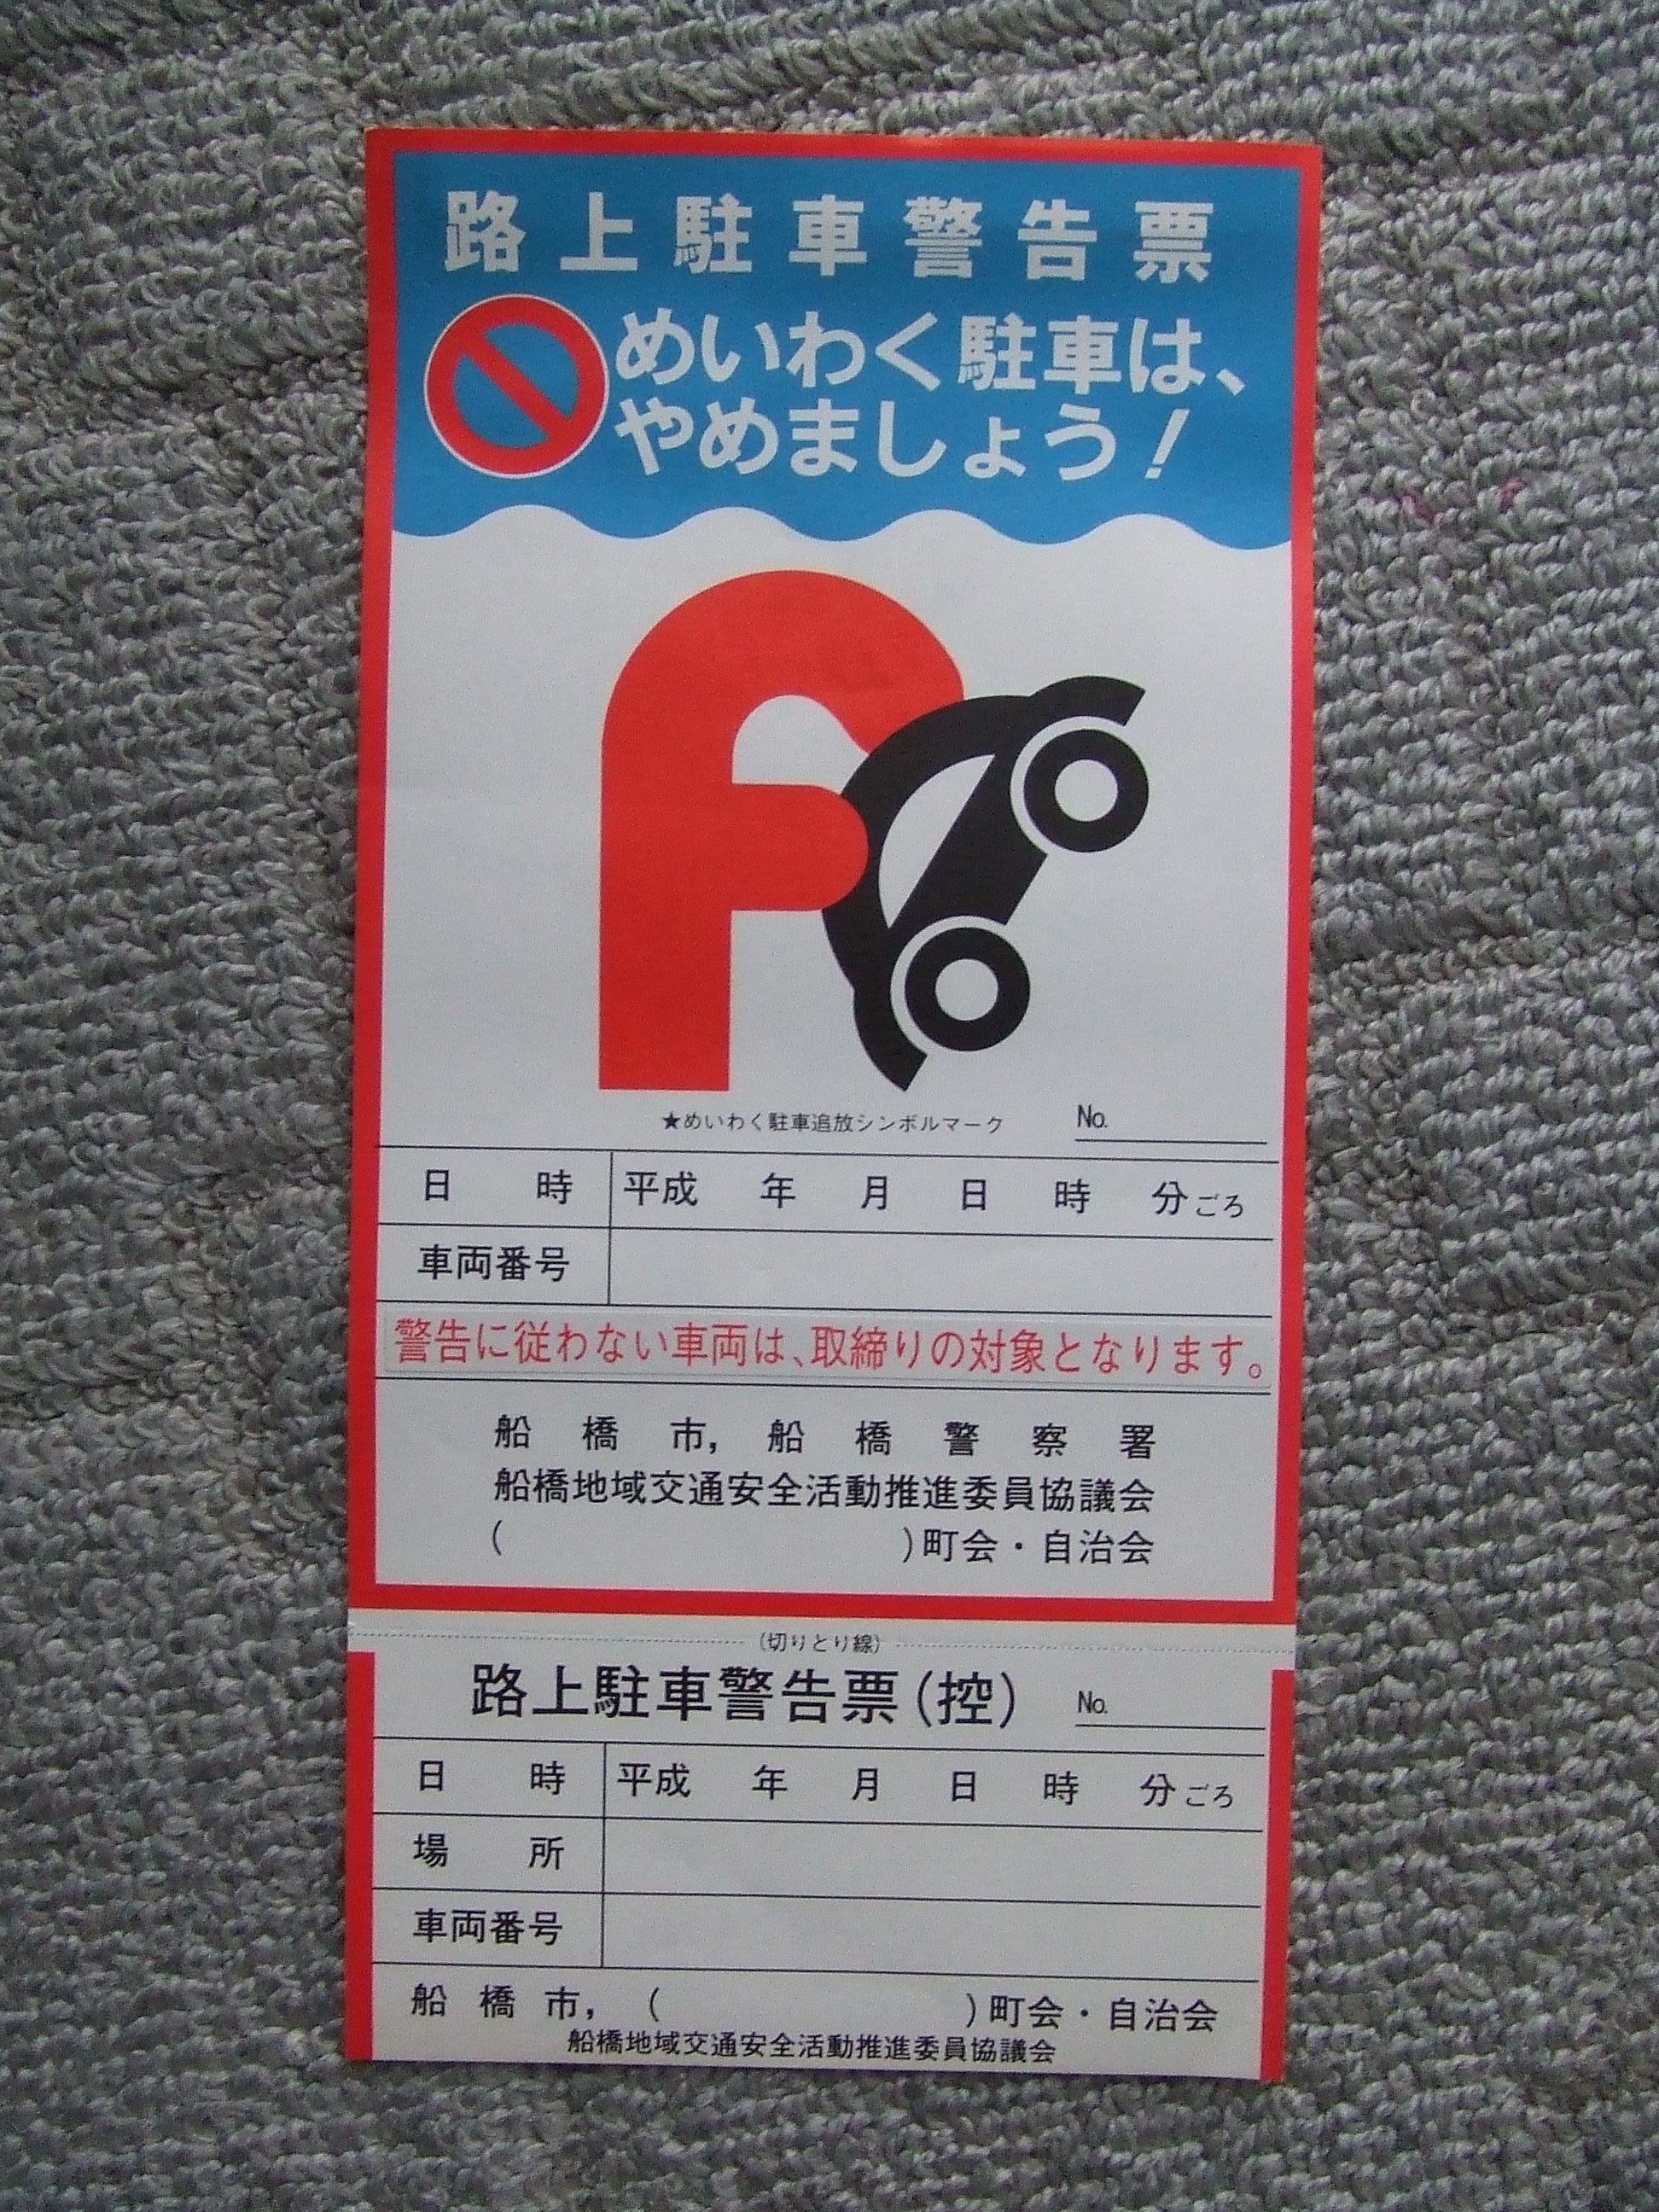 路上駐車警告票
めいわく駐車は、
やめましょう!
★めいわく駐車追放シンボルマーク No.
日時 平成 年 月 日 時 分ごろ
車両番号
警告に従わない車両は、取締りの対象となります。
船橋市, 船橋警察署
船橋地域交通安全活動推進委員協議会
( )町会・自治会
(切りとり線)
路上駐車警告票(控) No.
日時 平成 年 月 日 時 分ごろ
場所
車両番号
船橋市, ( )町会・自治会
船橋地域交通安全活動推進委員協議会